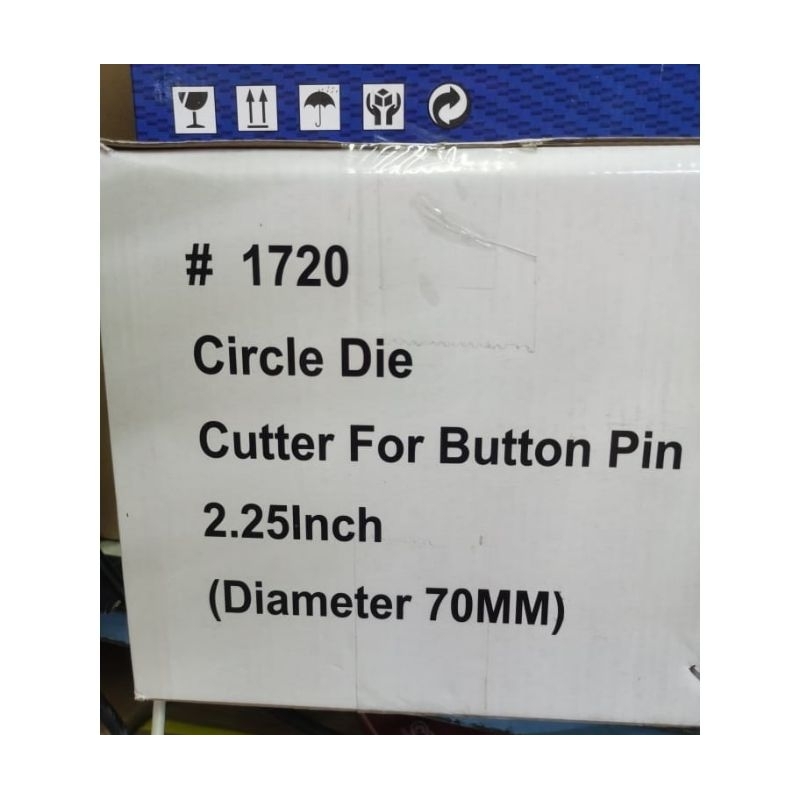 # 1720
Circle Die
Cutter For Button Pin
2.25Inch
(Diameter 70MM)